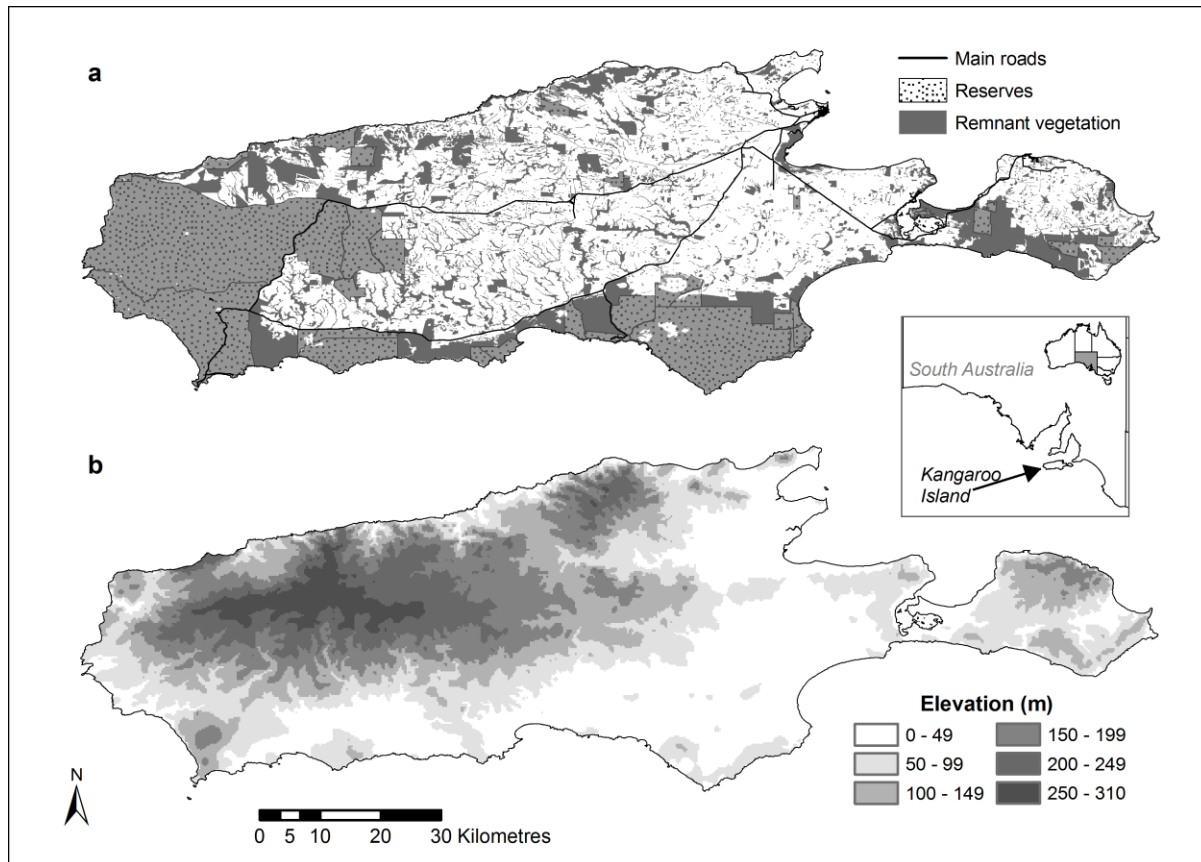 a
Main roads
Reserves
Remnant vegetation
South Australia
Kangaroo
Island
b
Elevation (m)
0 - 49
150 - 199
50 - 99
200 - 249
100 - 149
250 - 310
N
0 5 10 20 30 Kilometres